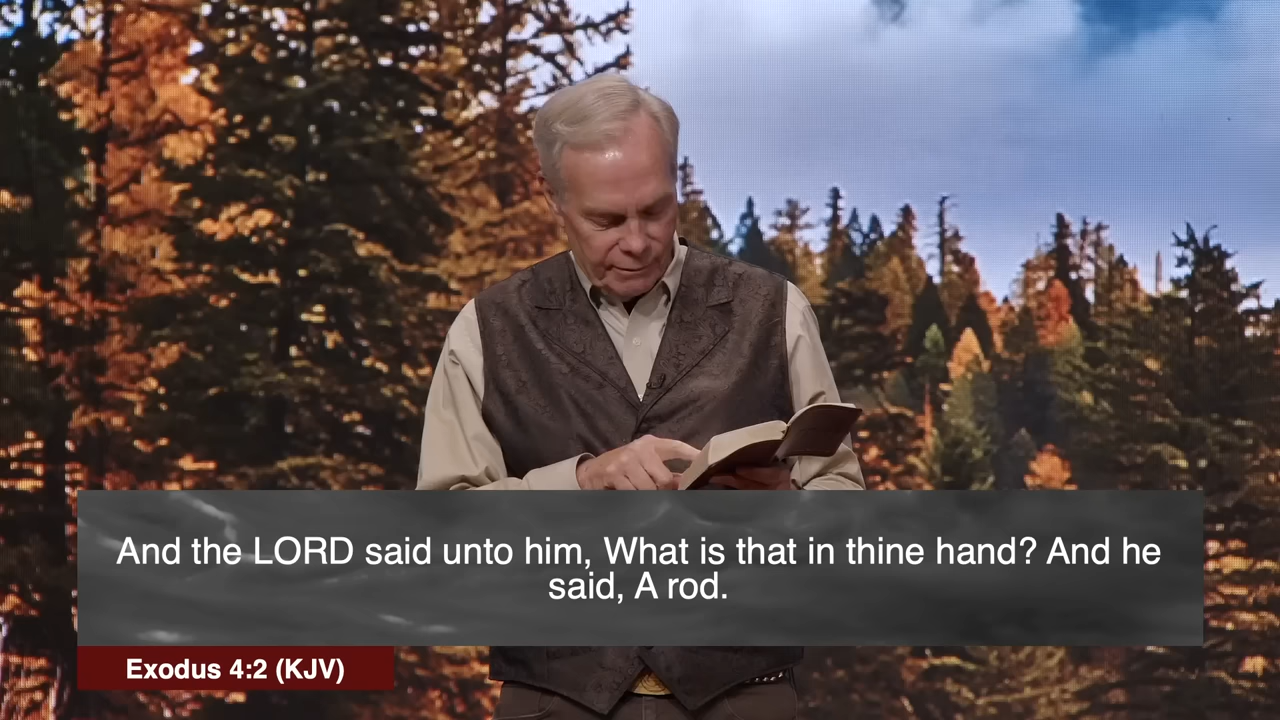 And the LORD said unto him, What is that in thine hand? And he
said, A rod.
Exodus 4:2 (KJV)